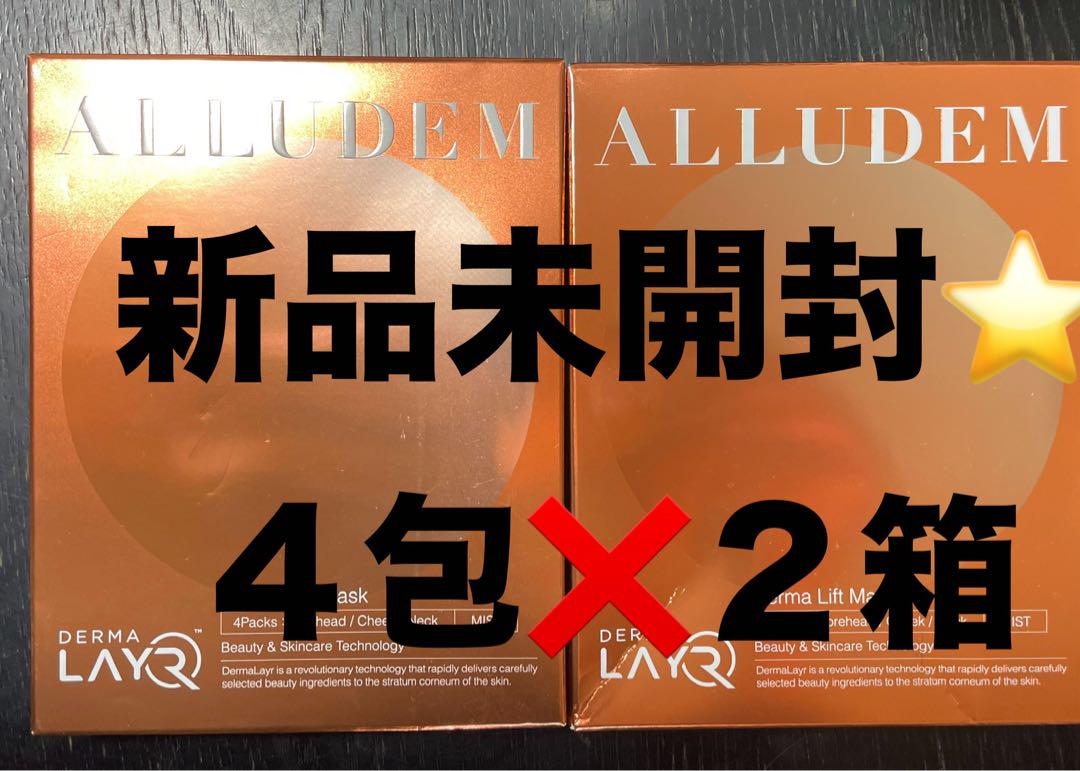 ALLUDEM
ALLUDEM
新品未開封⭐
4包❌2箱
4Packs
MIST
DERMA
LAYR™
Beauty & Skincare Technology
DermaLayr is a revolutionary technology that rapidly delivers carefully
selected beauty ingredients to the stratum corneum of the skin.
Lift
DERMA
LAYR
Beauty & Skincare Technology
DermaLayr is a revolutionary technology that rapidly delivers carefully
selected beauty ingredients to the stratum corneum of the skin.